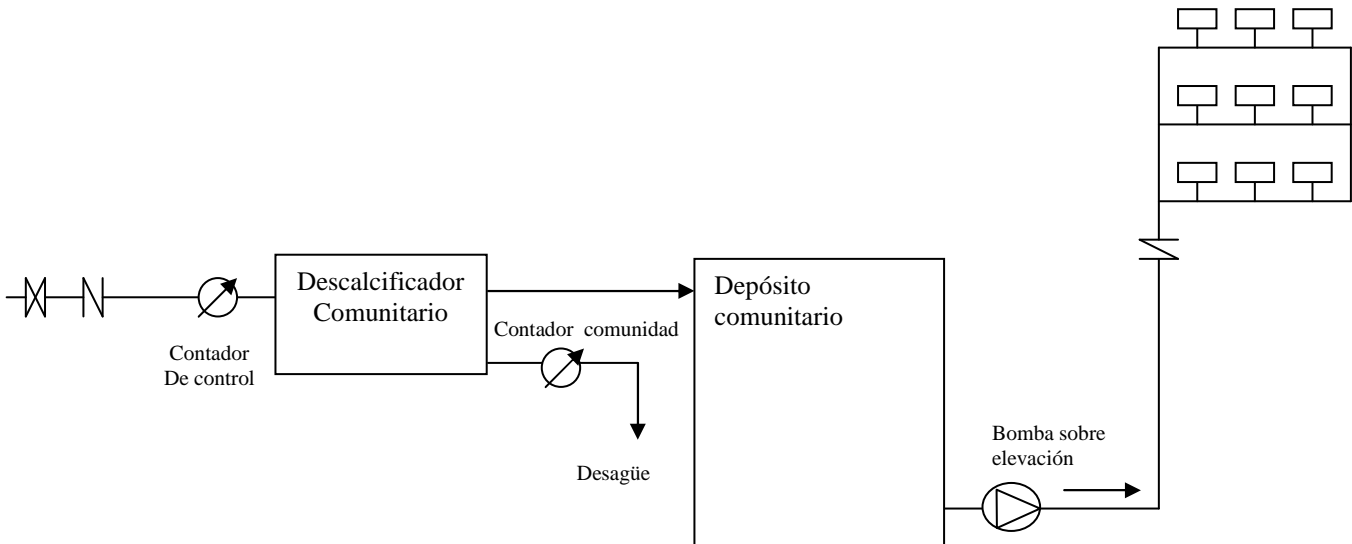 Descalcificador
Comunitario
Depósito
comunitario
Contador comunidad
Contador
De control
Bomba sobre
elevación
Desagüe